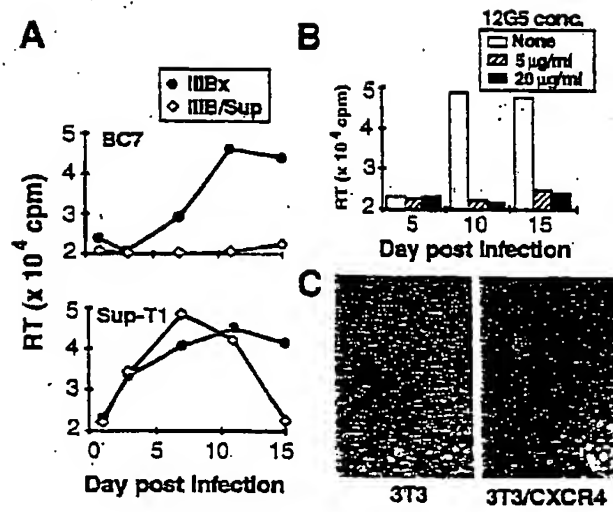 A
IIIBx
IIIB/Sup
BC7
5
4
3
2
Sup-T1
5
4
3
2
0
5
10
15
RT (x 10⁴ cpm)
Day post Infection
B
12G5 conc.
None
5 µg/ml
20 µg/ml
5
4
3
2
RT (x 10⁴ cpm)
5
10
15
Day post Infection
C
3T3
3T3/CXCR4